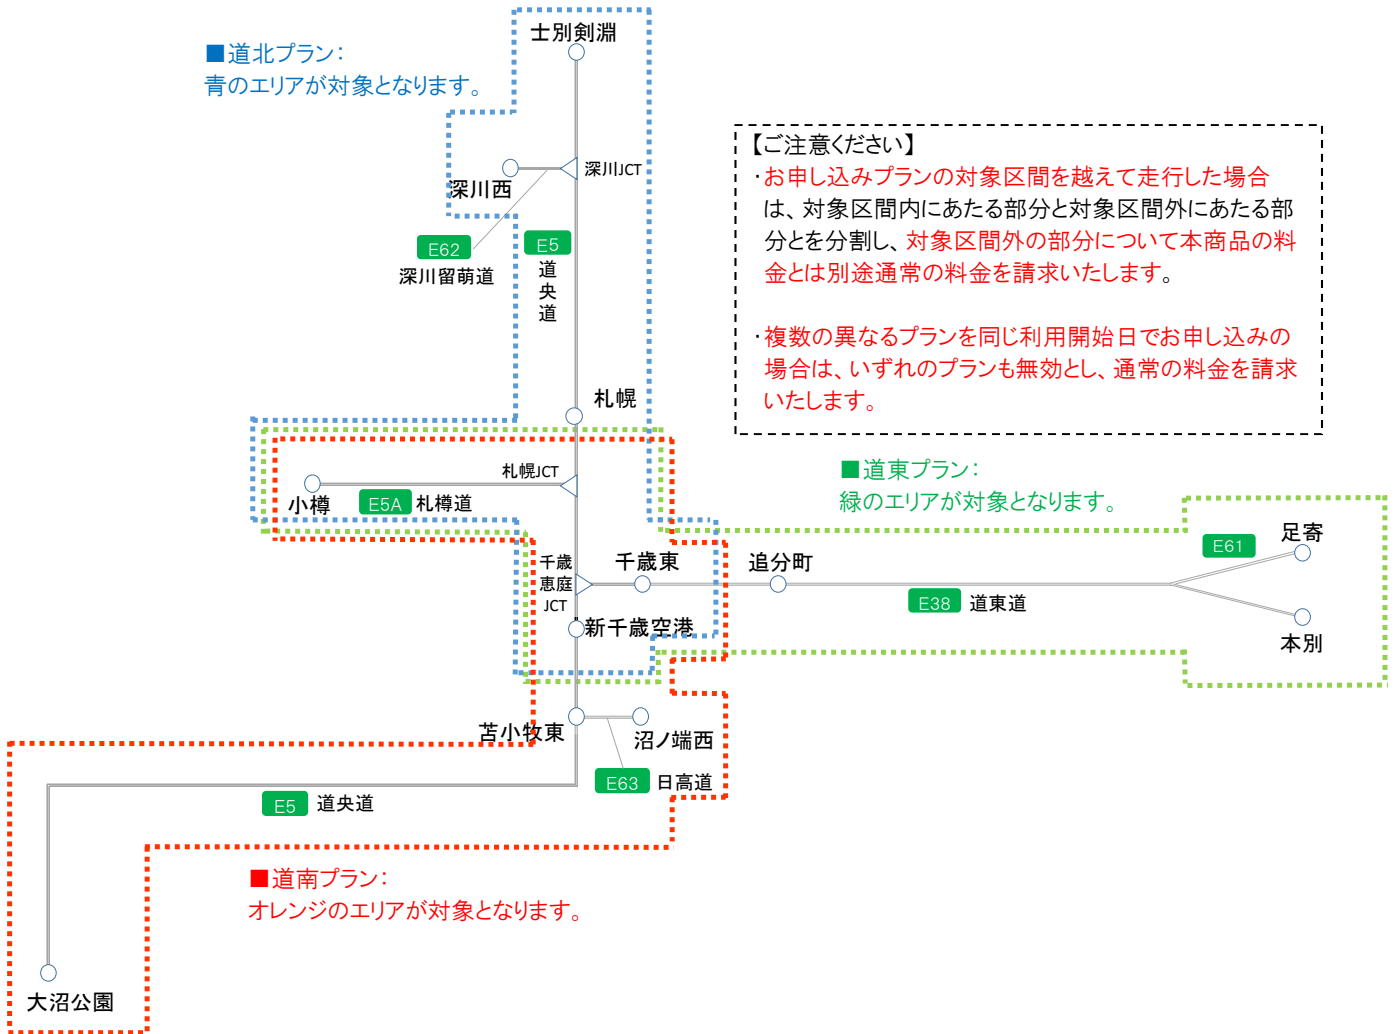 士別剣淵
■道北プラン：
青のエリアが対象となります。
【ご注意ください】
・お申し込みプランの対象区間を越えて走行した場合
は、対象区間内にあたる部分と対象区間外にあたる部
分とを分割し、対象区間外の部分について本商品の料
金とは別途通常の料金を請求いたします。
・複数の異なるプランを同じ利用開始日でお申し込みの
場合は、いずれのプランも無効とし、通常の料金を請求
いたします。
深川JCT
深川西
E62
深川留萌道
E5
道央道
札幌
札幌JCT
小樽
E5A 札樽道
■道東プラン：
緑のエリアが対象となります。
足寄
E61
千歳
恵庭
JCT
千歳東
追分町
E38 道東道
新千歳空港
本別
苫小牧東
沼ノ端西
E63 日高道
E5 道央道
■道南プラン：
オレンジのエリアが対象となります。
大沼公園